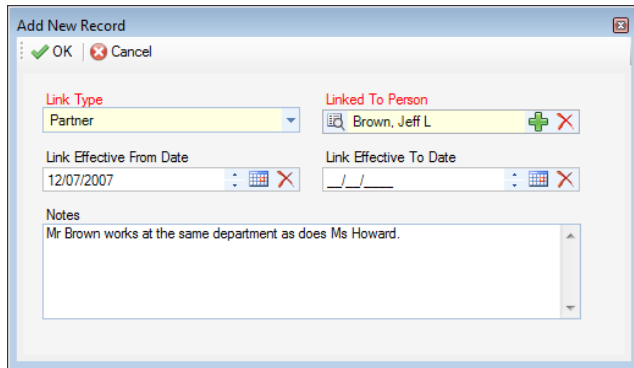 Add New Record
OK Cancel
Link Type Linked To Person
Partner Brown, Jeff L
Link Effective From Date Link Effective To Date
12/07/2007 __/__/____
Notes
Mr Brown works at the same department as does Ms Howard.